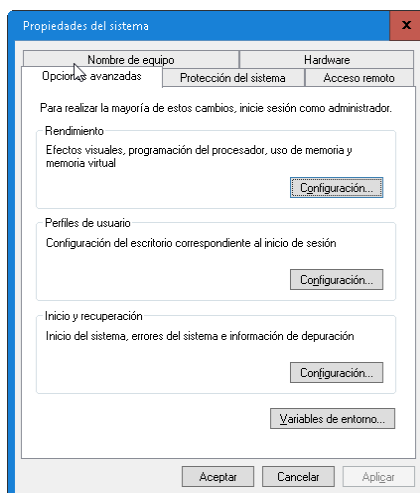 Propiedades del sistema
x
Nombre de equipo
Hardware
Opciones avanzadas
Protección del sistema
Acceso remoto
Para realizar la mayoría de estos cambios, inicie sesión como administrador.
Rendimiento
Efectos visuales, programación del procesador, uso de memoria y
memoria virtual
Configuración...
Perfiles de usuario
Configuración del escritorio correspondiente al inicio de sesión
Configuración...
Inicio y recuperación
Inicio del sistema, errores del sistema e información de depuración
Configuración...
Variables de entorno...
Aceptar
Cancelar
Aplicar